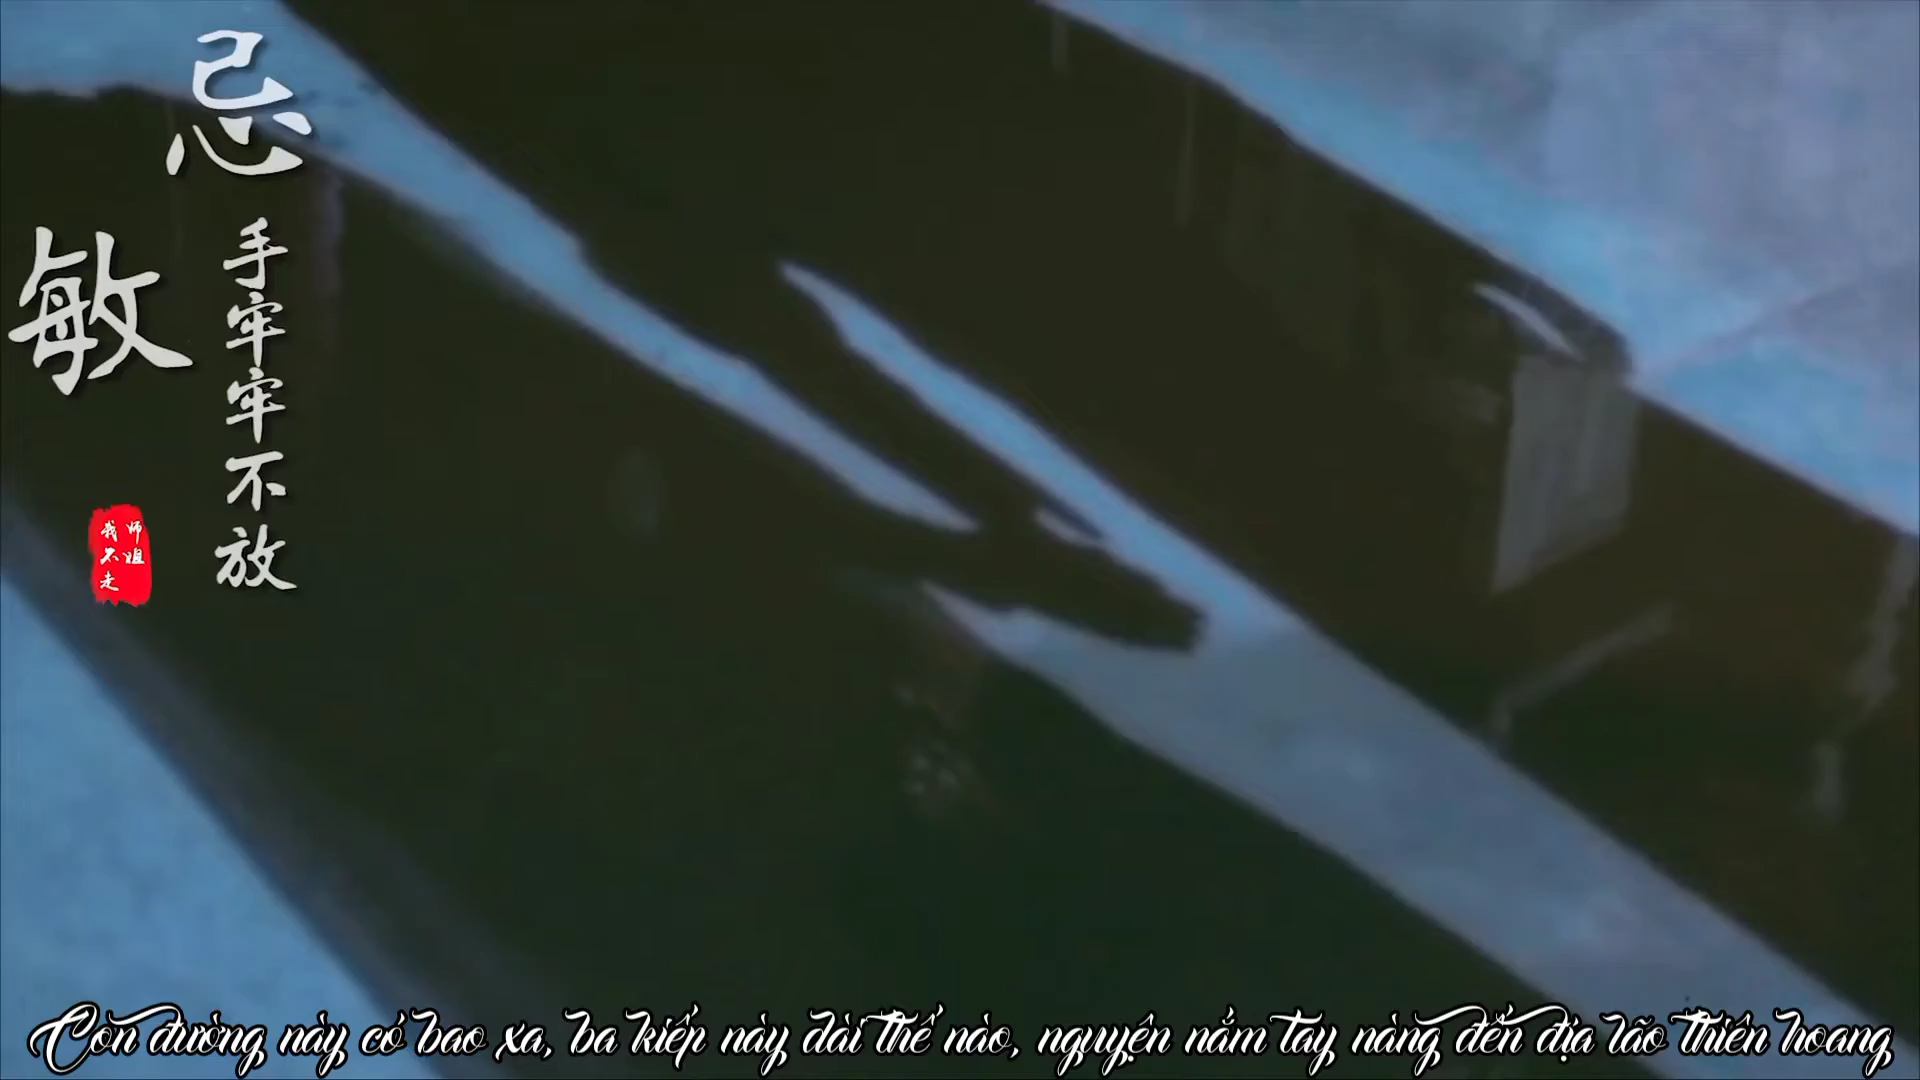 忌
敏
手牢牢不放
师姐
我不走
Con đường này có bao xa, ba kiếp này dài thế nào, nguyện nắm tay nàng đến địa lão thiên hoang